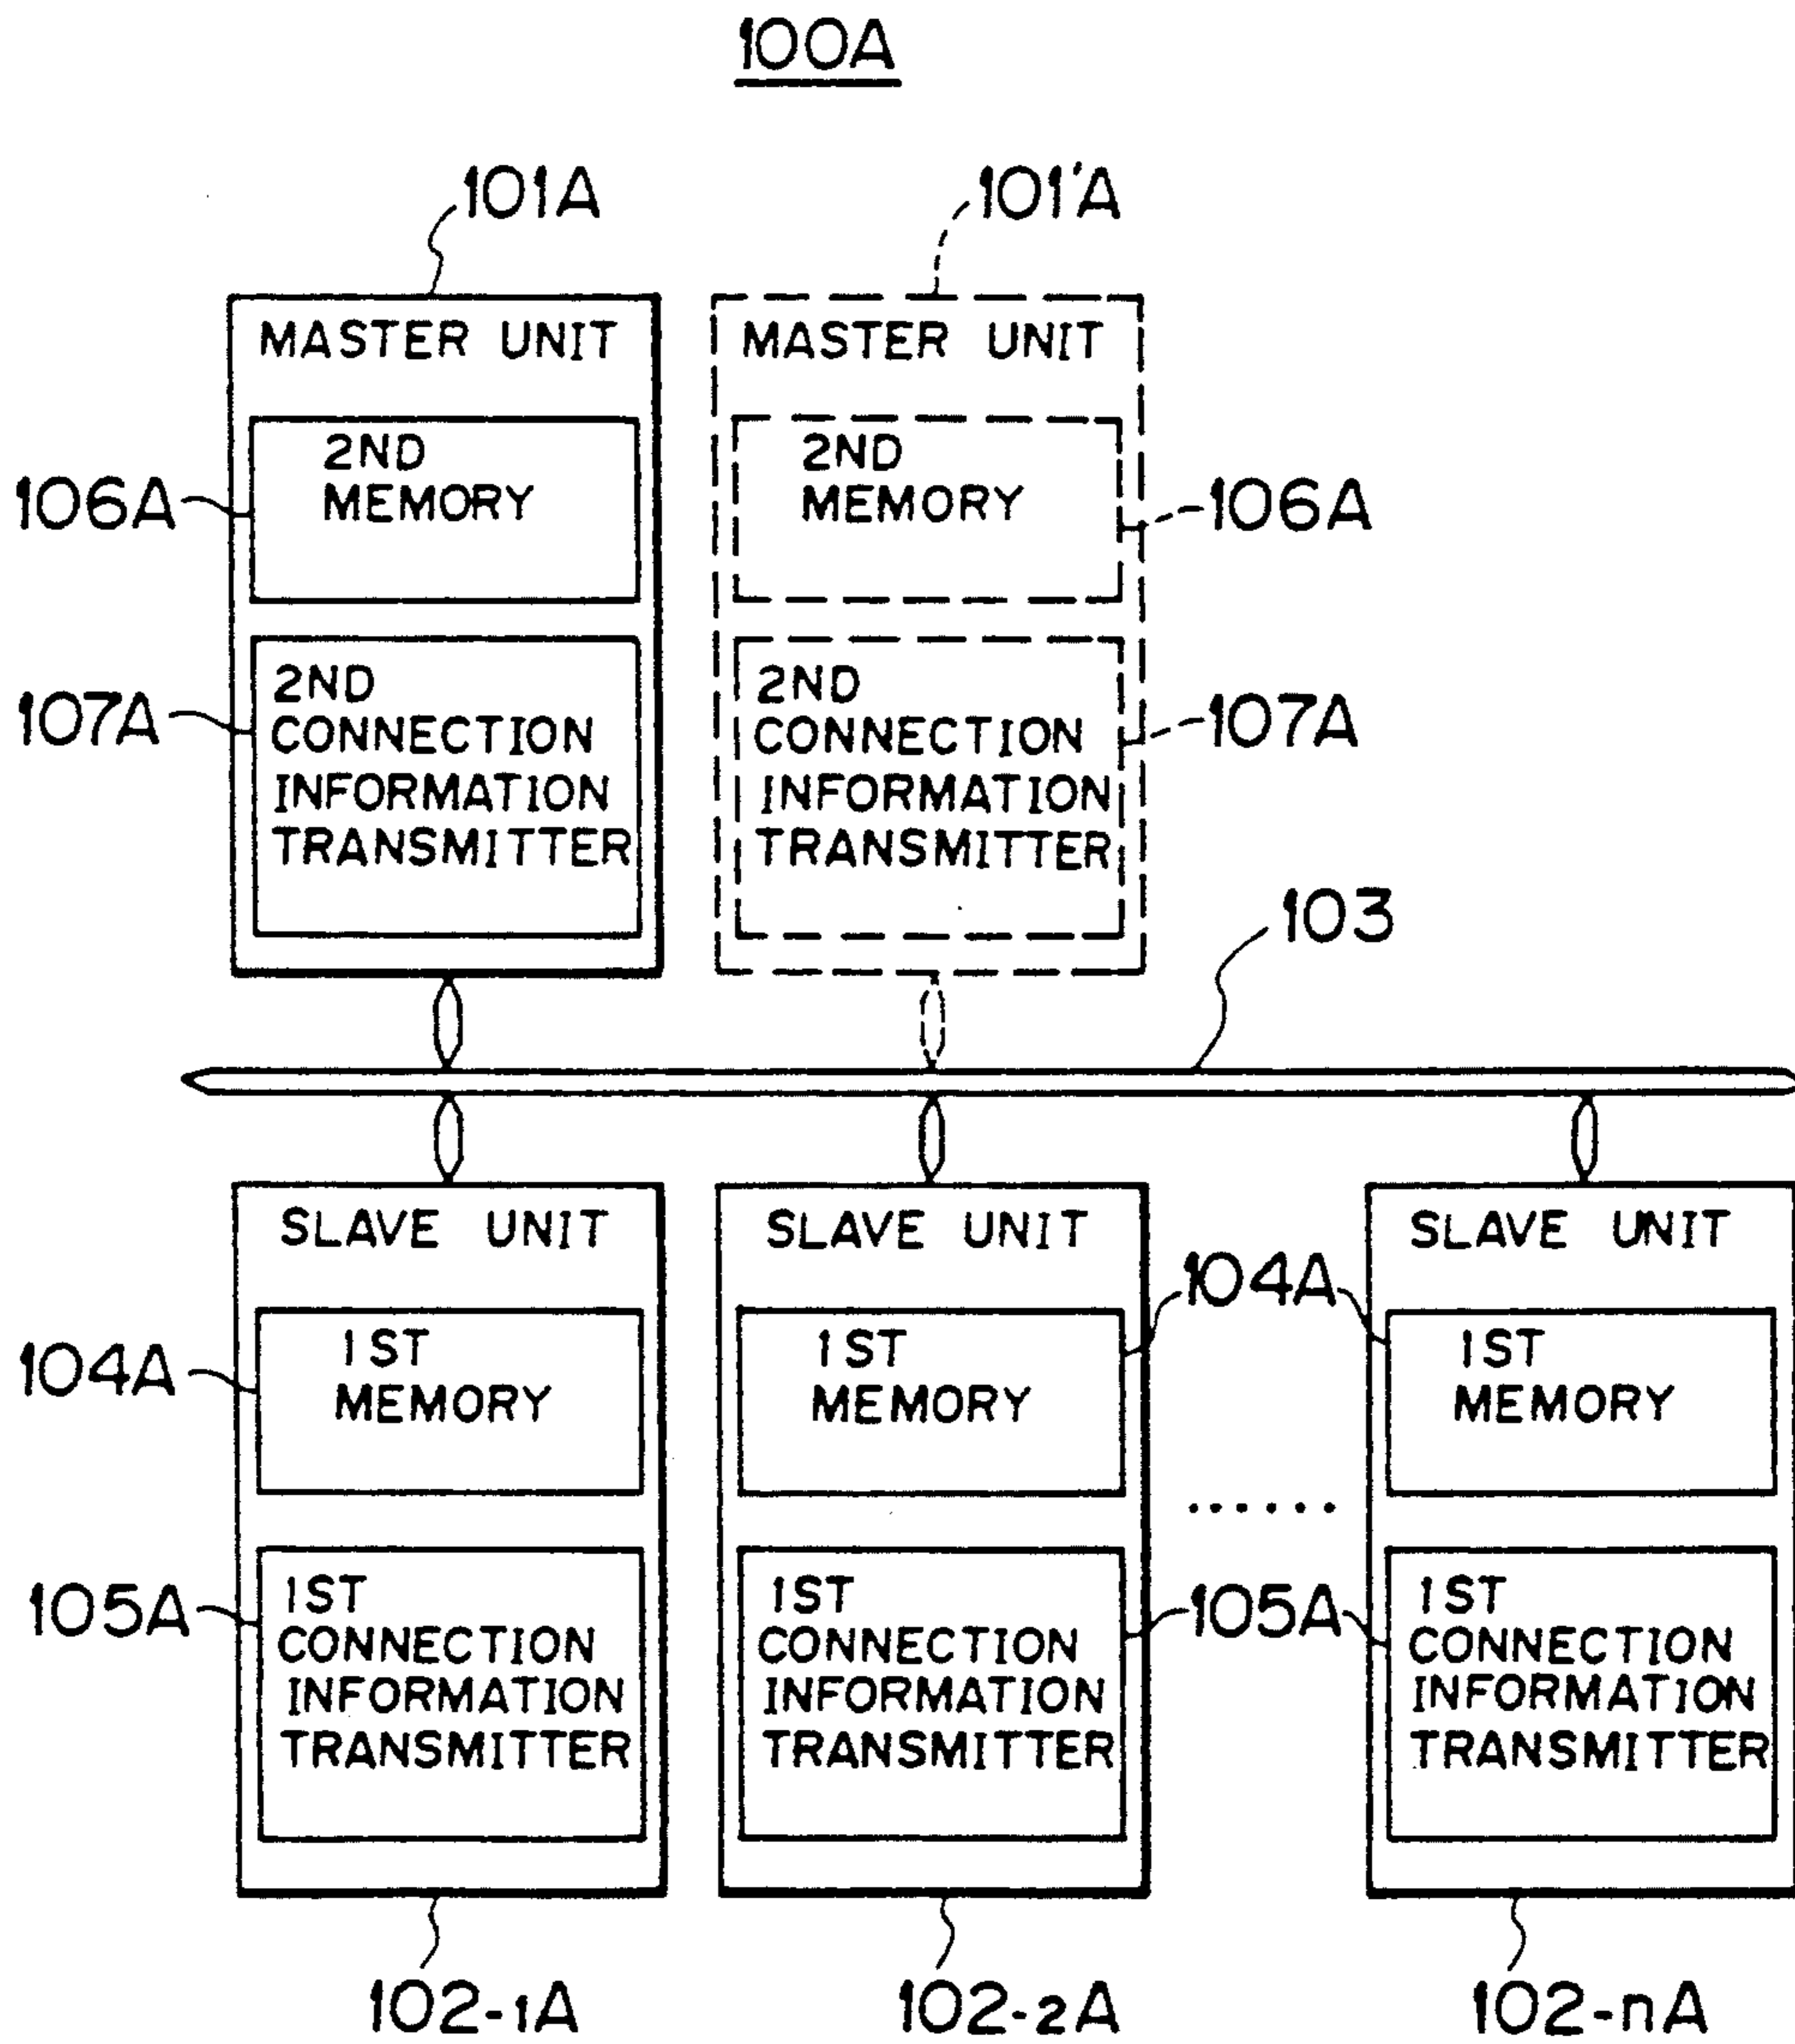 100A
101A
101'A
MASTER UNIT
MASTER UNIT
2ND
MEMORY
2ND
MEMORY
106A
106A
2ND
CONNECTION
INFORMATION
TRANSMITTER
2ND
CONNECTION
INFORMATION
TRANSMITTER
107A
107A
103
SLAVE UNIT
SLAVE UNIT
SLAVE UNIT
104A
1ST
MEMORY
1ST
MEMORY
104A
1ST
MEMORY
......
105A
1ST
CONNECTION
INFORMATION
TRANSMITTER
1ST
CONNECTION
INFORMATION
TRANSMITTER
105A
1ST
CONNECTION
INFORMATION
TRANSMITTER
102-1A
102-2A
102-nA